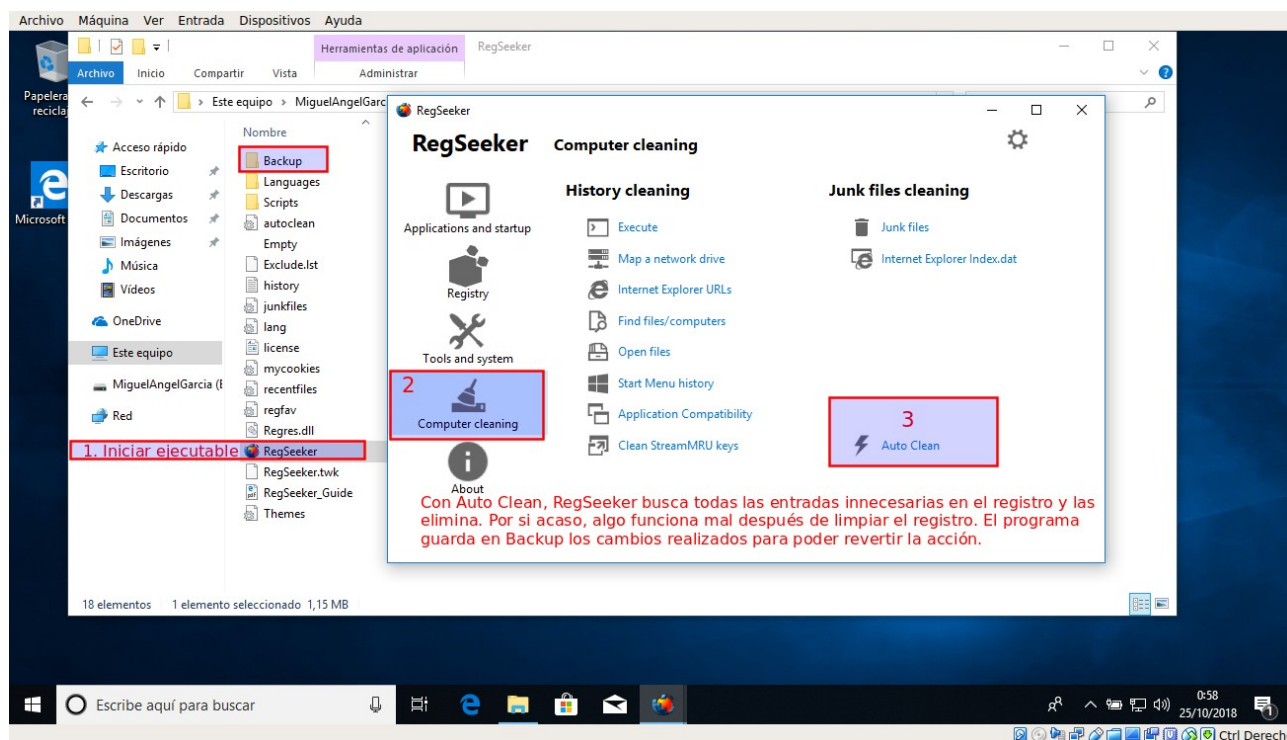 Archivo Máquina Ver Entrada Dispositivos Ayuda
Herramientas de aplicación RegSeeker
Archivo Inicio Compartir Vista Administrar
Papelera
reciclaj
Microsoft
Este equipo > MiguelAngelGarc
Acceso rápido
Escritorio
Descargas
Documentos
Imágenes
Música
Vídeos
OneDrive
Este equipo
MiguelAngelGarcia (E
Red
Nombre
Backup
Languages
Scripts
autoclean
Empty
Exclude.lst
history
junkfiles
lang
license
mycookies
recentfiles
regfav
Regres.dll
1. Iniciar ejecutable RegSeeker
RegSeeker.twk
RegSeeker_Guide
Themes
18 elementos 1 elemento seleccionado 1,15 MB
RegSeeker
RegSeeker Computer cleaning
Applications and startup
Registry
Tools and system
2
Computer cleaning
About
History cleaning
Execute
Map a network drive
Internet Explorer URLs
Find files/computers
Open files
Start Menu history
Application Compatibility
Clean StreamMRU keys
Junk files cleaning
Junk files
Internet Explorer Index.dat
3
Auto Clean
Con Auto Clean, RegSeeker busca todas las entradas innecesarias en el registro y las
elimina. Por si acaso, algo funciona mal después de limpiar el registro. El programa
guarda en Backup los cambios realizados para poder revertir la acción.
Escribe aquí para buscar
0:58
25/10/2018
1
Ctrl Derech